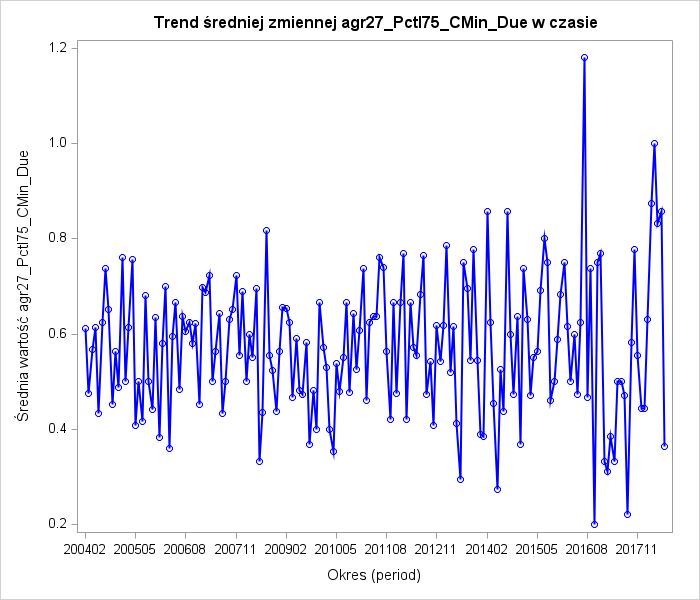 Trend średniej zmiennej agr27_Pctl75_CMin_Due w czasie
Średnia wartość agr27_Pctl75_CMin_Due
1.2
1.0
0.8
0.6
0.4
0.2
200402 200505 200608 200711 200902 201005 201108 201211 201402 201505 201608 201711
Okres (period)